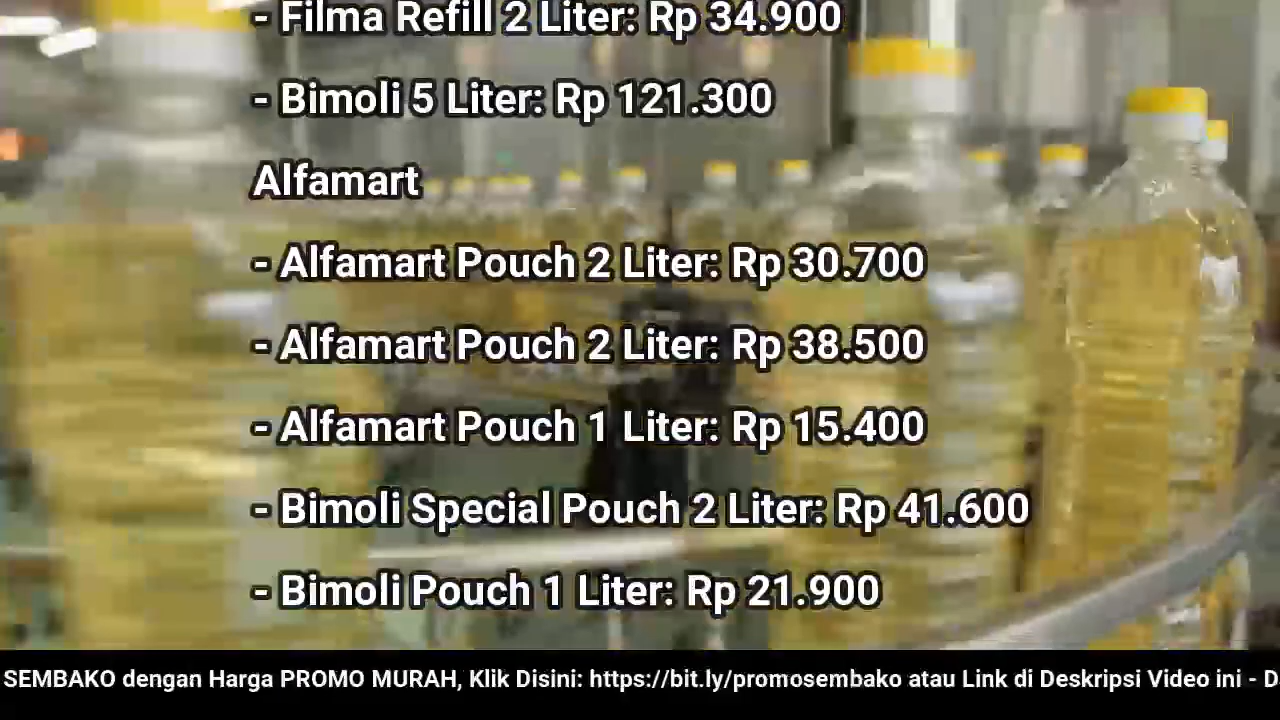 - Filma Refill 2 Liter: Rp 34.900
- Bimoli 5 Liter: Rp 121.300
Alfamart
- Alfamart Pouch 2 Liter: Rp 30.700
- Alfamart Pouch 2 Liter: Rp 38.500
- Alfamart Pouch 1 Liter: Rp 15.400
- Bimoli Special Pouch 2 Liter: Rp 41.600
- Bimoli Pouch 1 Liter: Rp 21.900
SEMBAKO dengan Harga PROMO MURAH, Klik Disini: https://bit.ly/promosembako atau Link di Deskripsi Video ini -